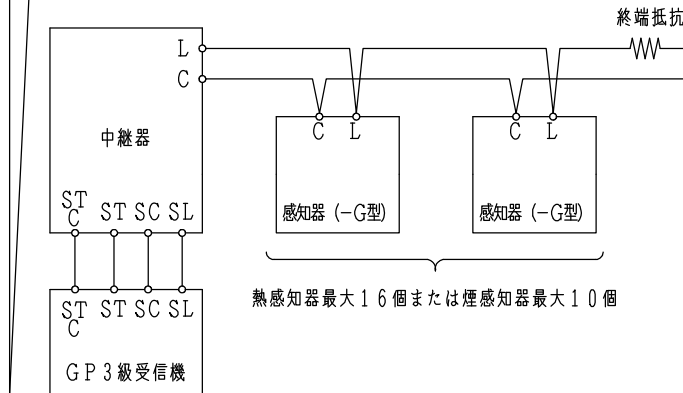 終端抵抗
L
C
中継器
ST
C
ST SC SL
C L
C L
感知器（－G型）
感知器（－G型）
熱感知器最大１６個または煙感知器最大１０個
ST
C
ST SC SL
ＧＰ３級受信機